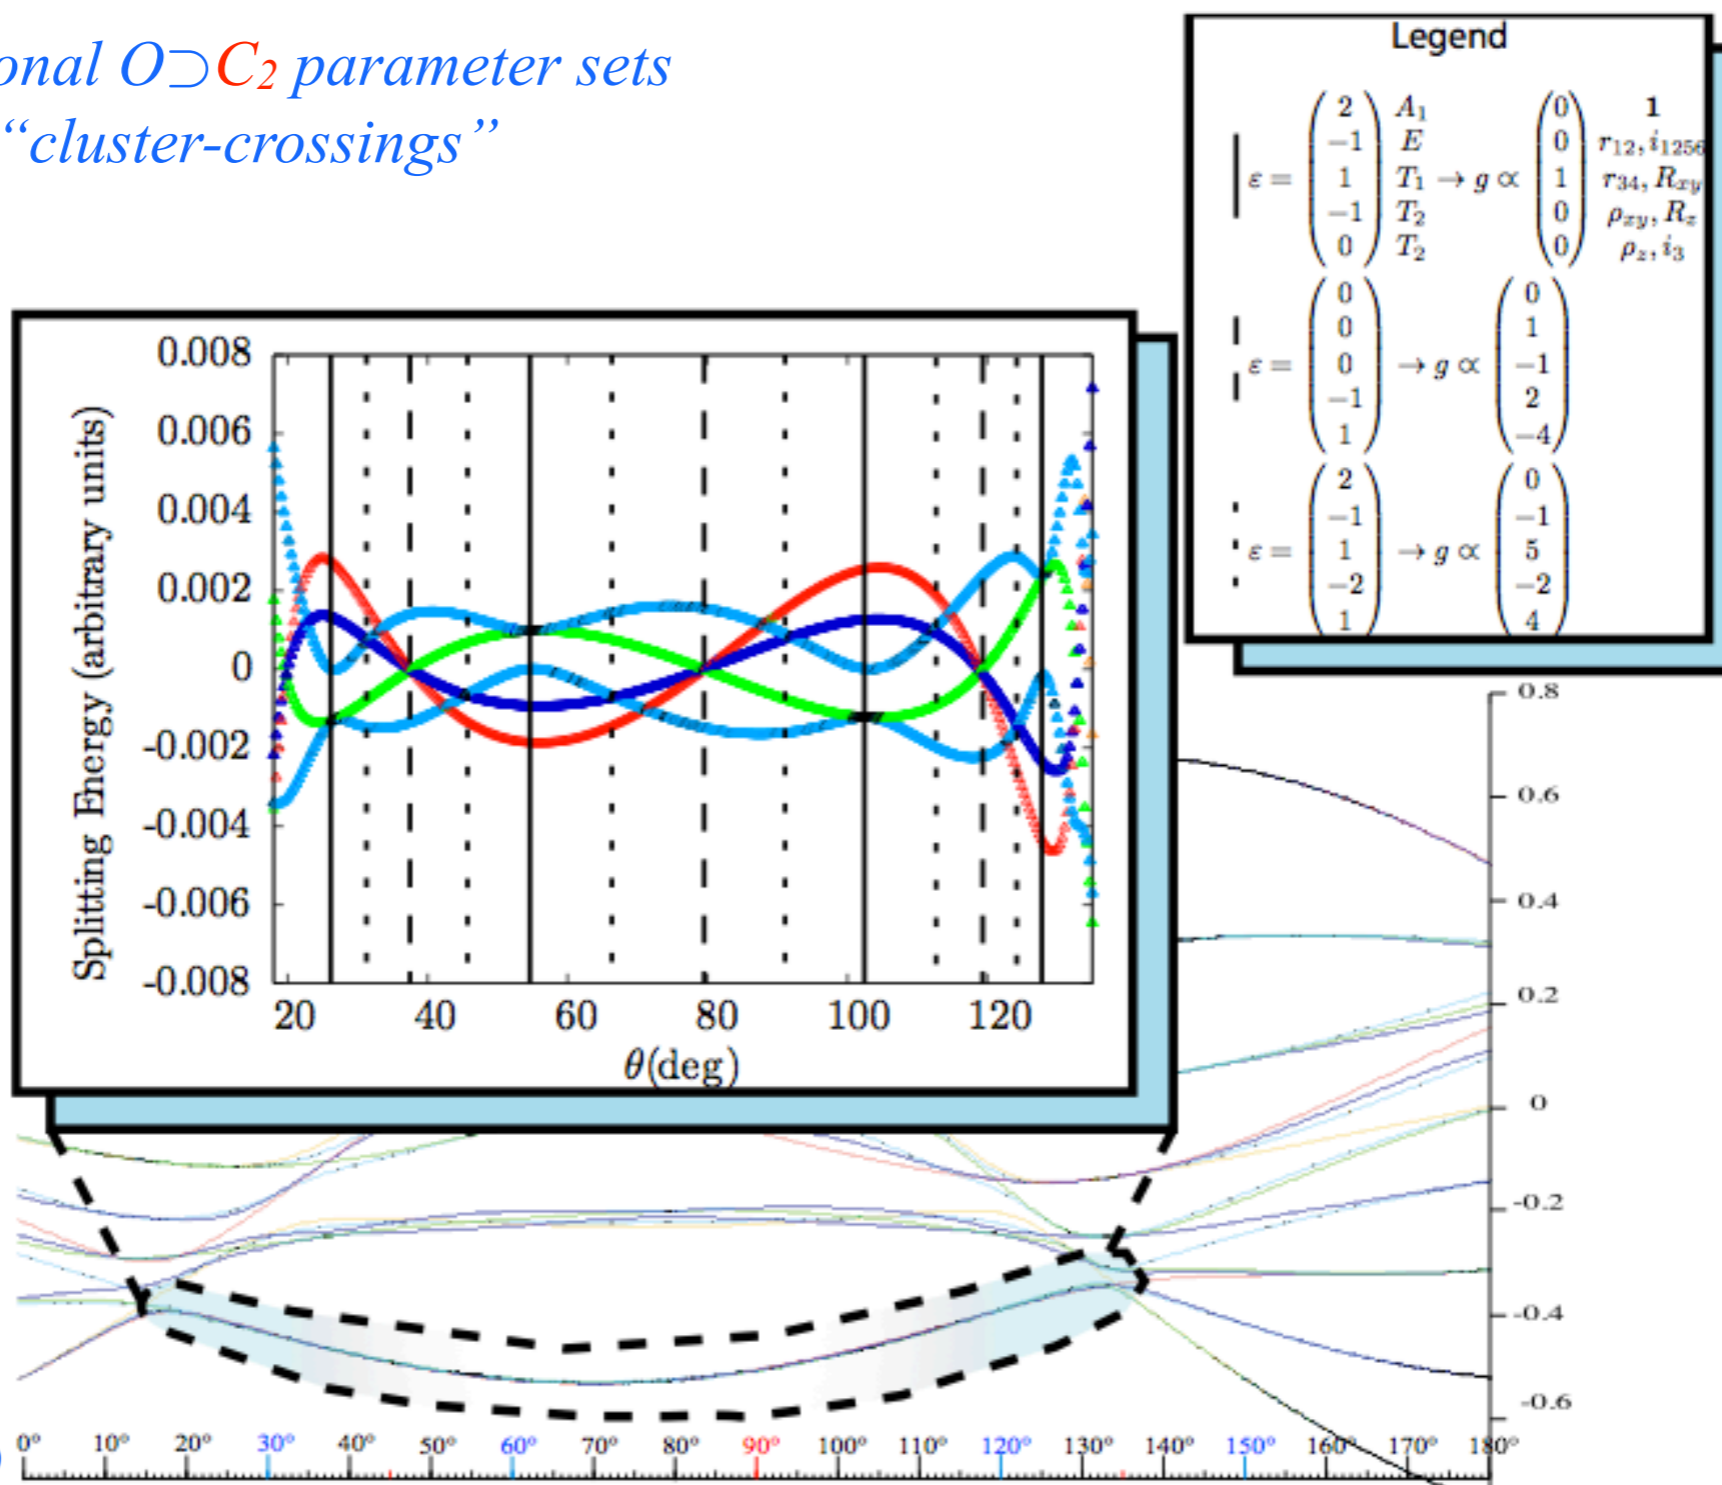 onal O⊃C₂ parameter sets
“cluster-crossings”
Legend
ε = ( 2 -1 1 -1 0 ) A₁ E T₁ T₂ T₂ → g ∝ ( 0 0 1 0 0 ) 1 r₁₂, i₁₂₅₆ r₃₄, Rₓᵧ ρₓᵧ, R_z ρ_z, i₃
ε = ( 0 0 0 -1 1 ) → g ∝ ( 0 1 -1 2 -4 )
ε = ( 2 -1 1 -2 1 ) → g ∝ ( 0 -1 5 -2 4 )
Splitting Energy (arbitrary units)
0.008
0.006
0.004
0.002
0
-0.002
-0.004
-0.006
-0.008
20 40 60 80 100 120
θ(deg)
0.8
0.6
0.4
0.2
0
-0.2
-0.4
-0.6
0° 10° 20° 30° 40° 50° 60° 70° 80° 90° 100° 110° 120° 130° 140° 150° 160° 170° 180°